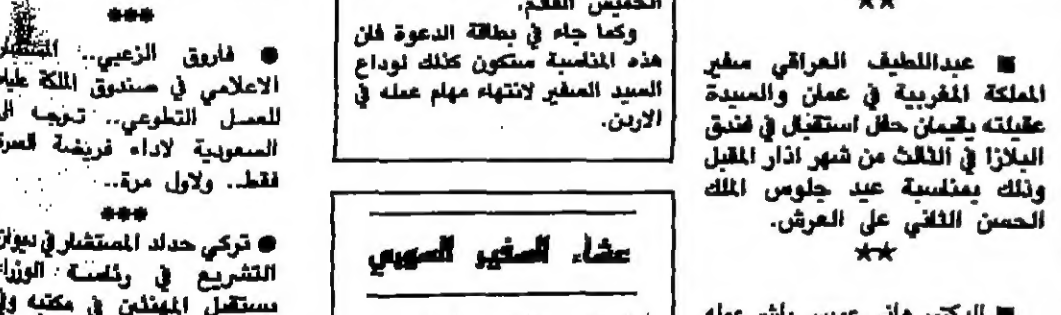 **
■ عبداللطيف العراقي سفير
المملكة المغربية في عمان والسيدة
عقيلته يقيمان حفل استقبال في فندق
البلازا في الثالث من شهر اذار المقبل
وذلك بمناسبة عيد جلوس الملك
الحسن الثاني على العرش.
**
■ الدكتور هاني
الخميس القادم.
وكما جاء في بطاقة الدعوة فان
هذه المناسبة ستكون كذلك لوداع
السيد السفير لانتهاء مهام عمله في
الاردن.
عشاء السفير السويسري
***
● فاروق الزعبي.. المستشار
الاعلامي في صندوق الملكة علياء
للعمل التطوعي.. توجه الى
السعودية لاداء فريضة العمرة
فقط.. ولاول مرة..
***
● تركي حداد المستشار في ديوان
التشريع في رئاسة الوزراء
يستقبل المهنئين في مكتبه وفي